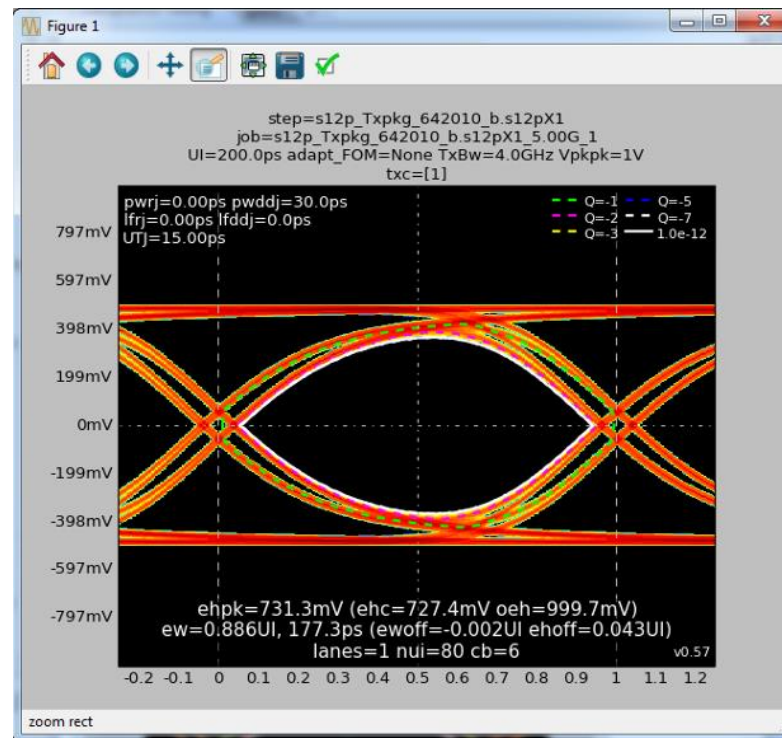 Figure 1
step=s12p_Txpkg_642010_b.s12pX1
job=s12p_Txpkg_642010_b.s12pX1_5.00G_1
UI=200.0ps adapt_FOM=None TxBw=4.0GHz Vpkpk=1V
txc=[1]
pwrj=0.00ps pwddj=30.0ps
lfrj=0.00ps lfddj=0.0ps
UTJ=15.00ps
Q=-1 Q=-5
Q=-2 Q=-7
Q=-3 1.0e-12
797mV
597mV
398mV
199mV
0mV
-199mV
-398mV
-597mV
-797mV
ehpk=731.3mV (ehc=727.4mV oeh=999.7mV)
ew=0.886UI, 177.3ps (ewoff=-0.002UI ehoff=0.043UI)
lanes=1 nui=80 cb=6
v0.57
-0.2 -0.1 0 0.1 0.2 0.3 0.4 0.5 0.6 0.7 0.8 0.9 1 1.1 1.2
zoom rect